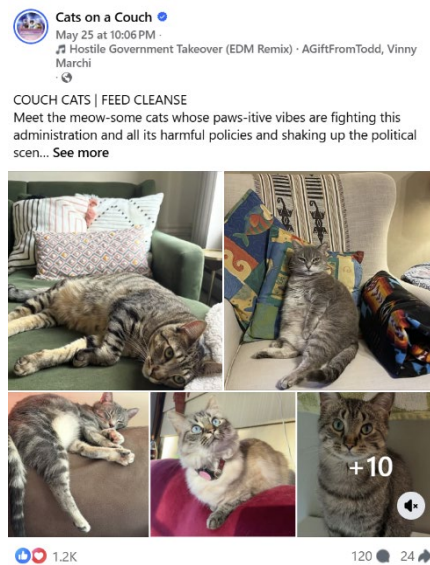 Cats on a Couch
May 25 at 10:06 PM ·
Hostile Government Takeover (EDM Remix) · AGiftFromTodd, Vinny
Marchi
·
COUCH CATS | FEED CLEANSE
Meet the meow-some cats whose paws-itive vibes are fighting this
administration and all its harmful policies and shaking up the political
scen... See more
+10
1.2K
120
24